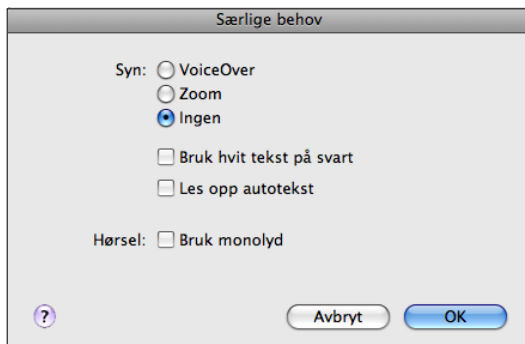 Særlige behov
Syn: VoiceOver
Zoom
Ingen
Bruk hvit tekst på svart
Les opp autotekst
Hørsel: Bruk monolyd
? Avbryt OK